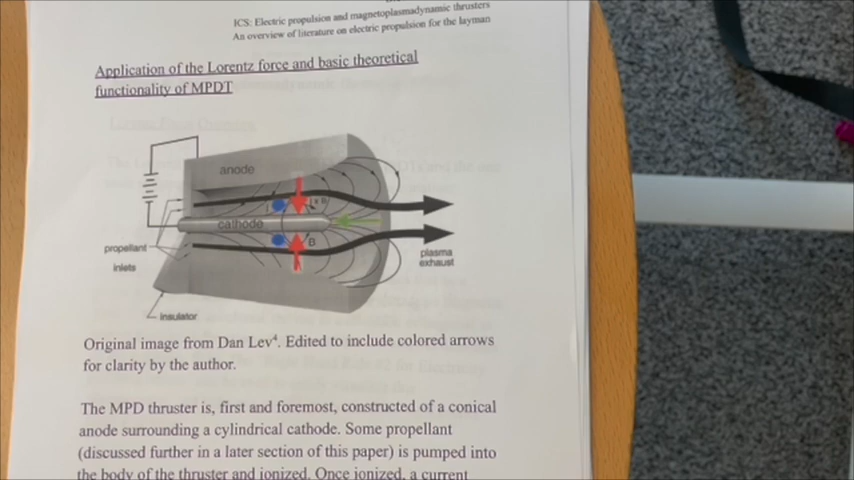 ICS: Electric propulsion and magnetoplasmadynamic thrusters
An overview of literature on electric propulsion for the layman
Application of the Lorentz force and basic theoretical
functionality of MPDT
anode
j x B
cathode
B
propellant
inlets
plasma
exhaust
insulator
Original image from Dan Lev⁴. Edited to include colored arrows
for clarity by the author.
The MPD thruster is, first and foremost, constructed of a conical
anode surrounding a cylindrical cathode. Some propellant
(discussed further in a later section of this paper) is pumped into
the body of the thruster and ionized. Once ionized, a current